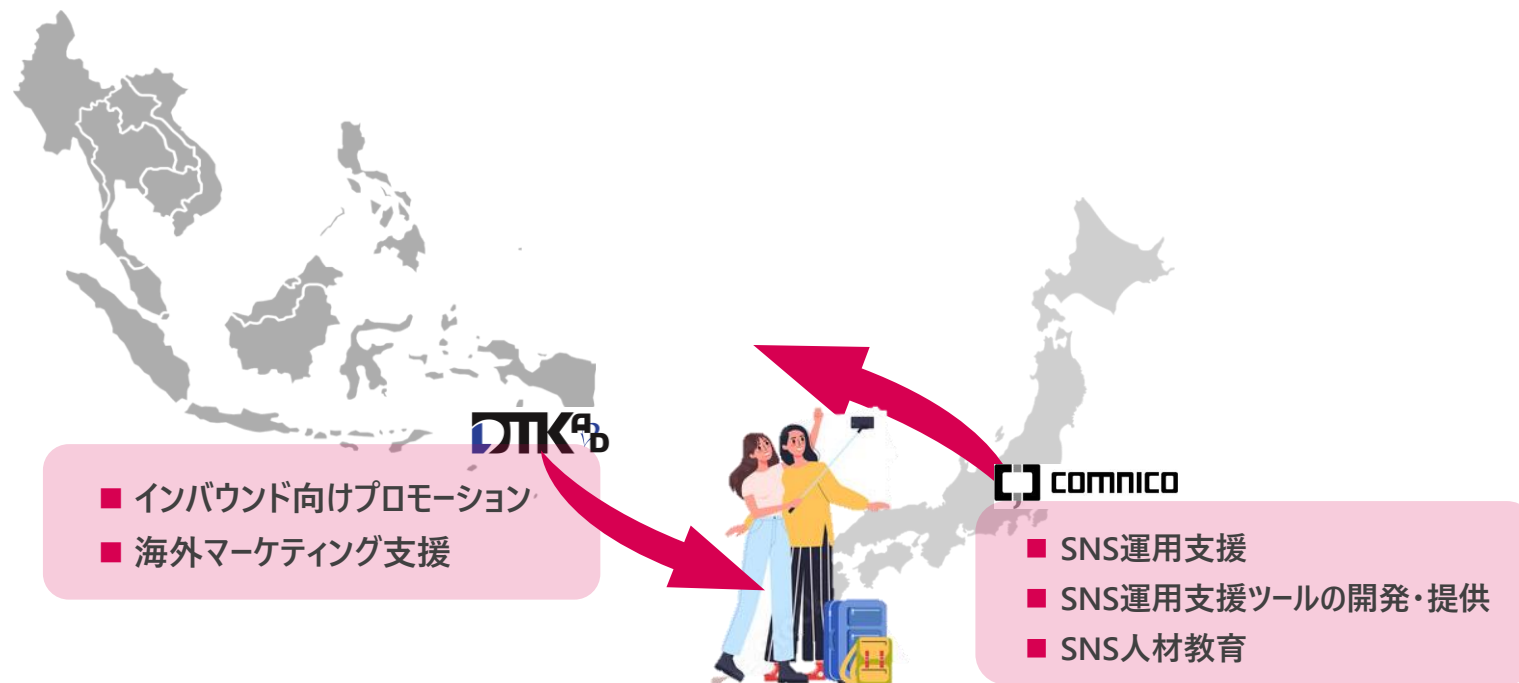 DTK AD
■ インバウンド向けプロモーション
■ 海外マーケティング支援
comnico
■ SNS運用支援
■ SNS運用支援ツールの開発・提供
■ SNS人材教育